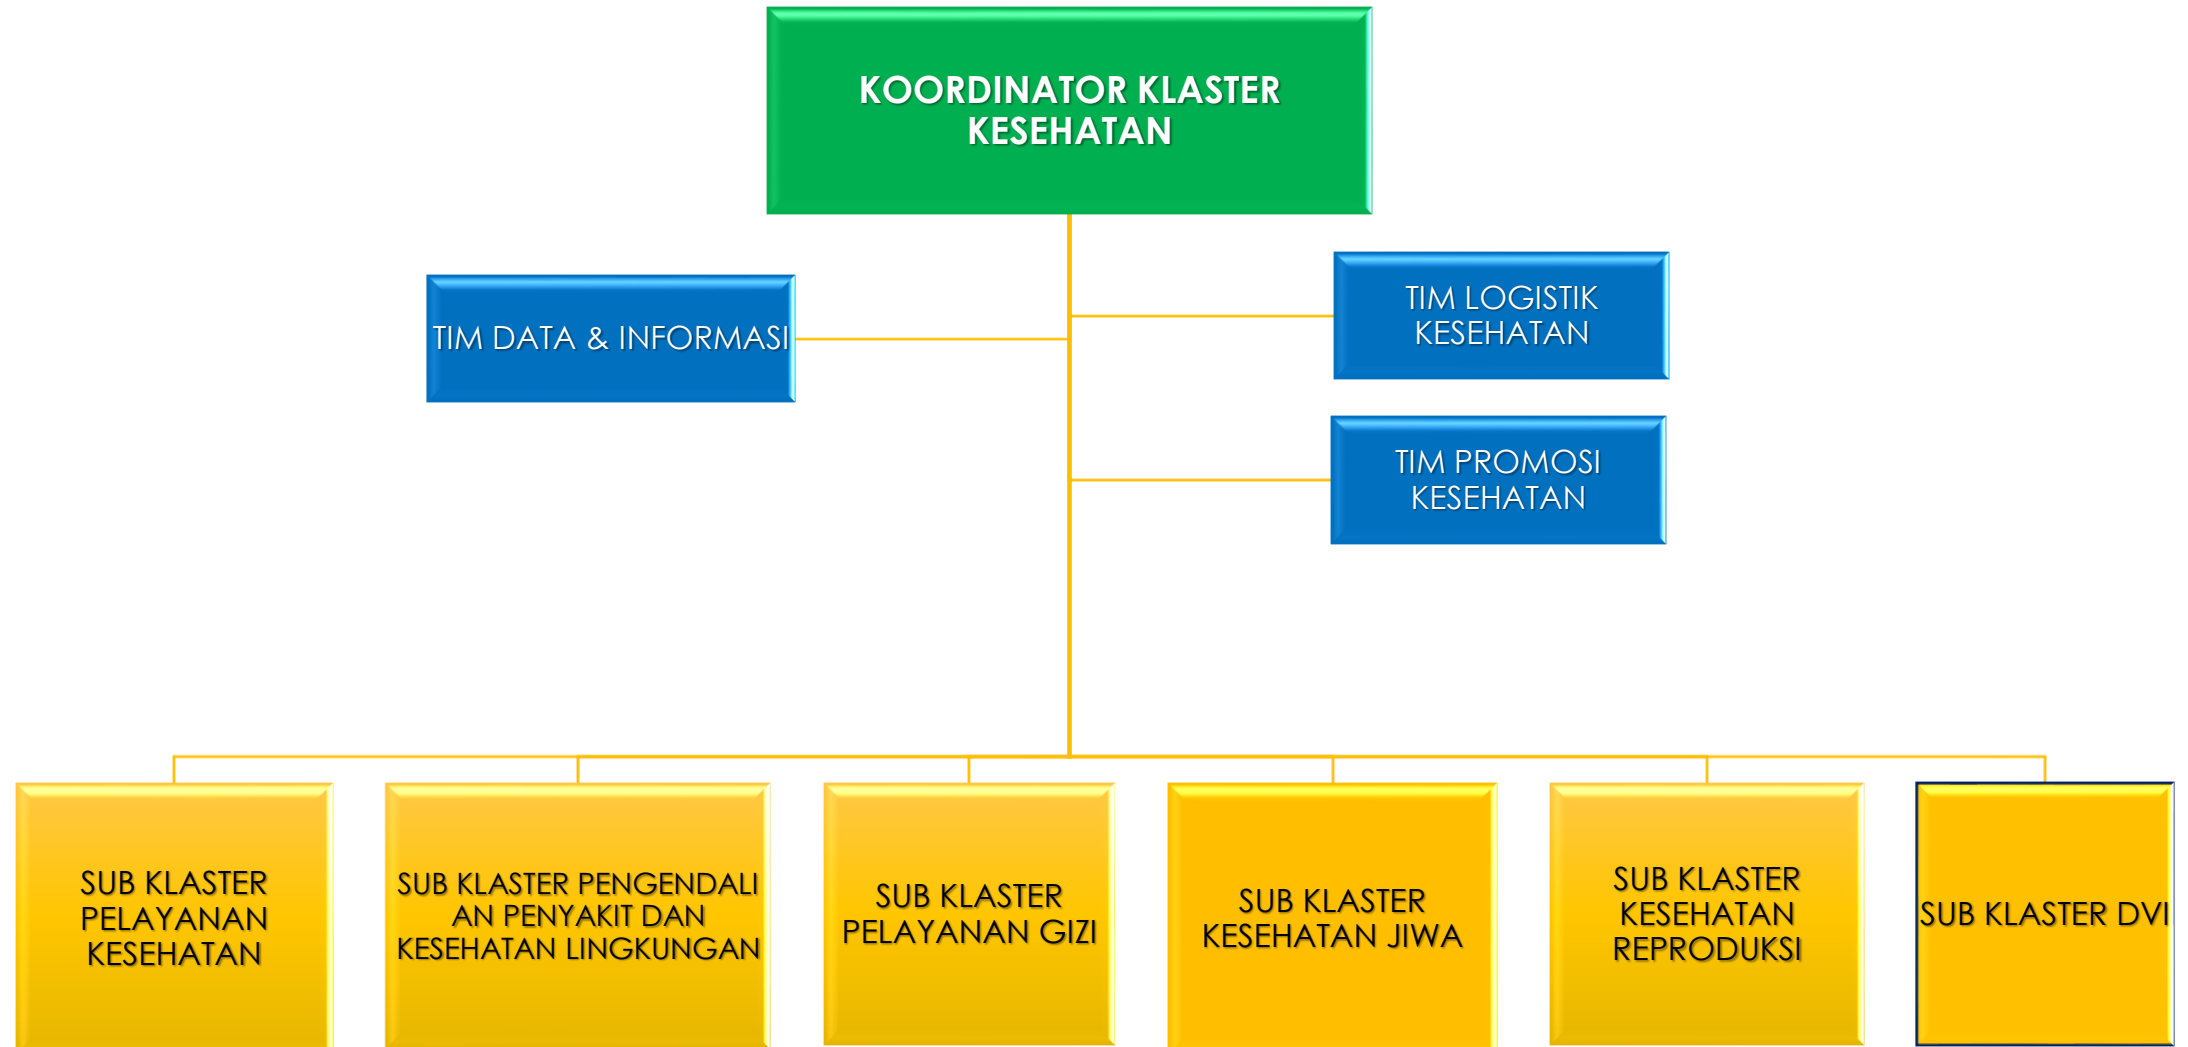 KOORDINATOR KLASTER
KESEHATAN
TIM DATA & INFORMASI
TIM LOGISTIK
KESEHATAN
TIM PROMOSI
KESEHATAN
SUB KLASTER
PELAYANAN
KESEHATAN
SUB KLASTER PENGENDALI
AN PENYAKIT DAN
KESEHATAN LINGKUNGAN
SUB KLASTER
PELAYANAN GIZI
SUB KLASTER
KESEHATAN JIWA
SUB KLASTER
KESEHATAN
REPRODUKSI
SUB KLASTER DVI